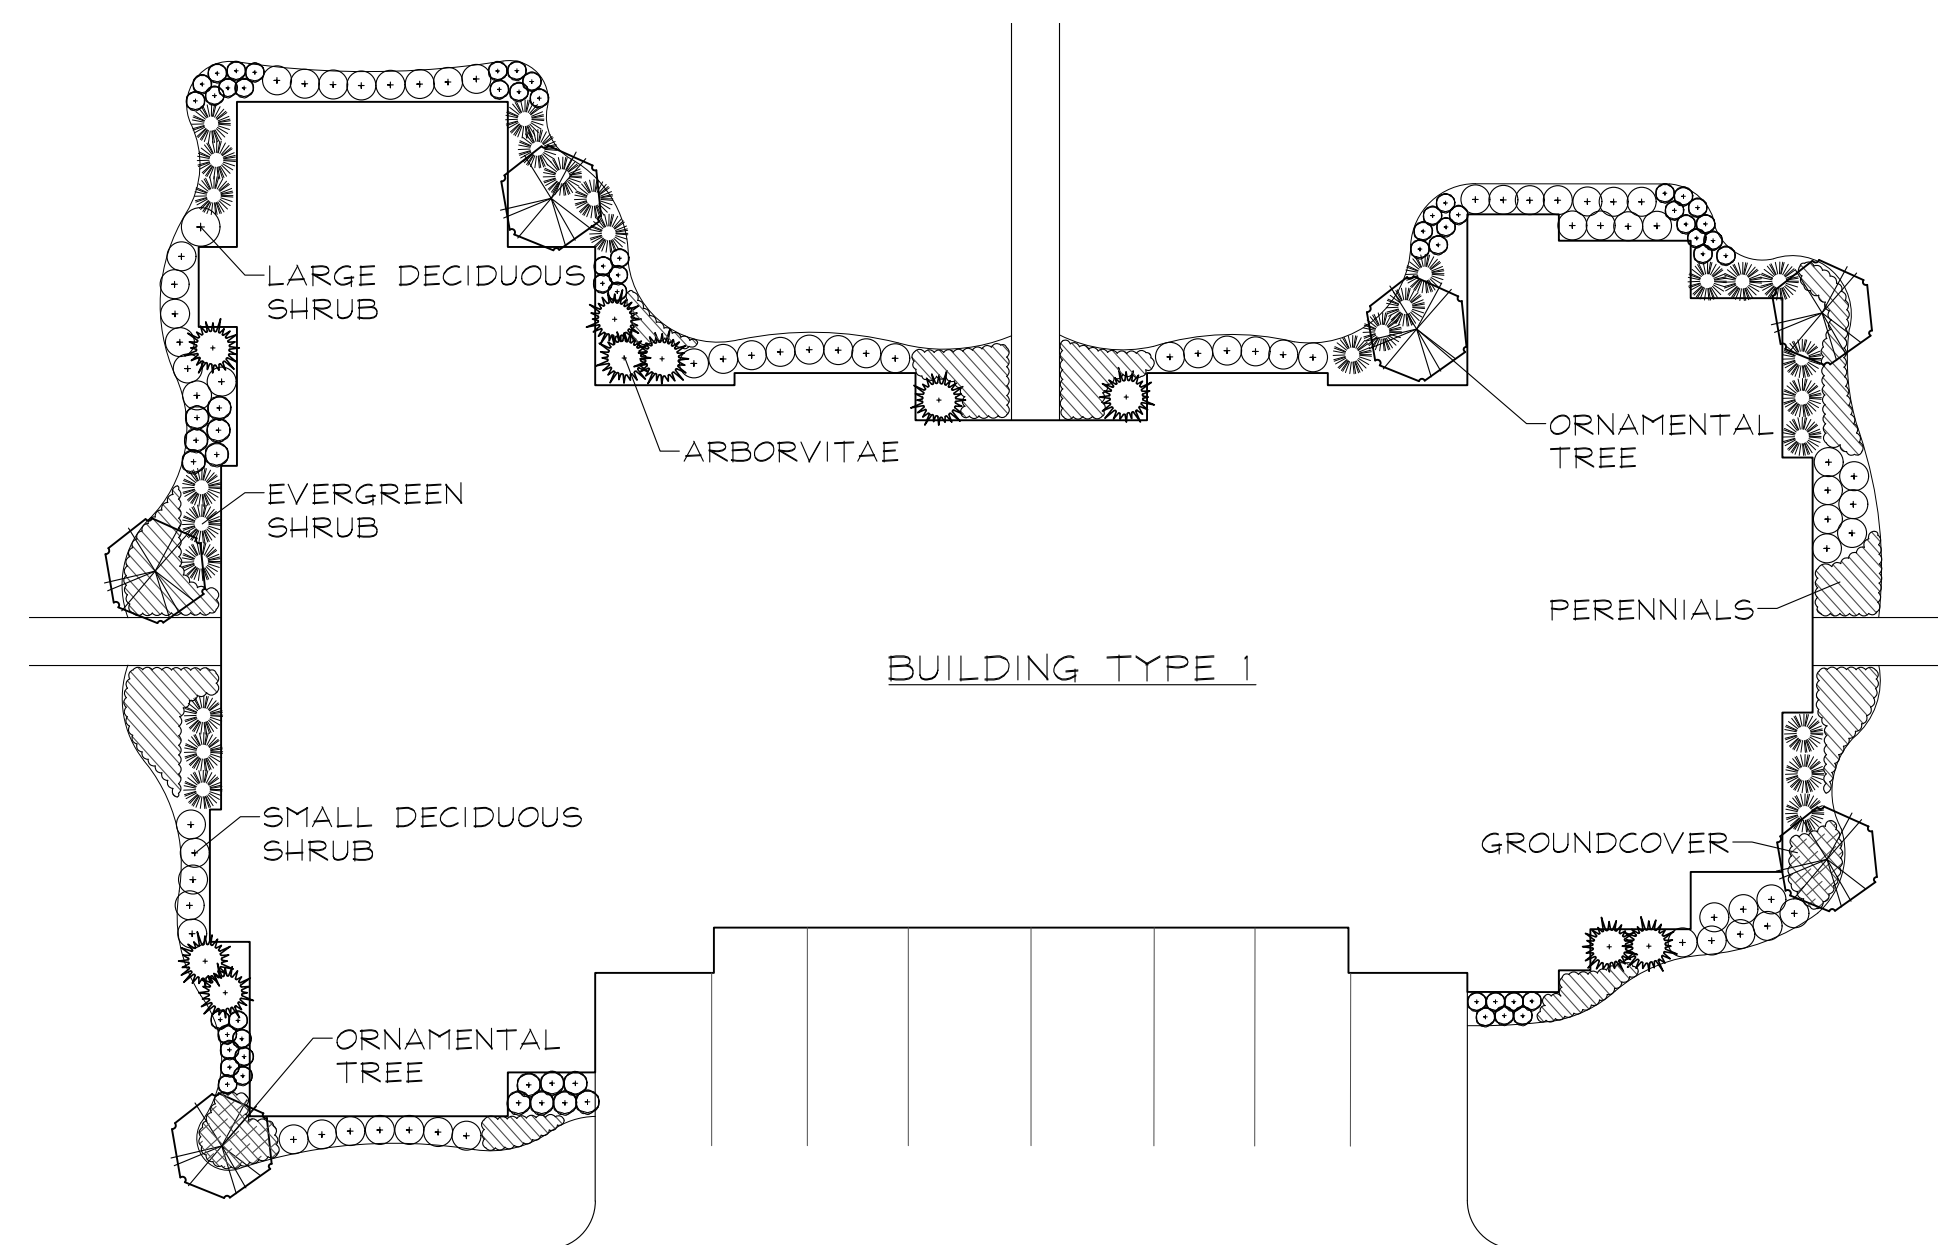 LARGE DECIDUOUS
SHRUB
ARBORVITAE
ORNAMENTAL
TREE
EVERGREEN
SHRUB
PERENNIALS
BUILDING TYPE 1
SMALL DECIDUOUS
SHRUB
GROUNDCOVER
ORNAMENTAL
TREE